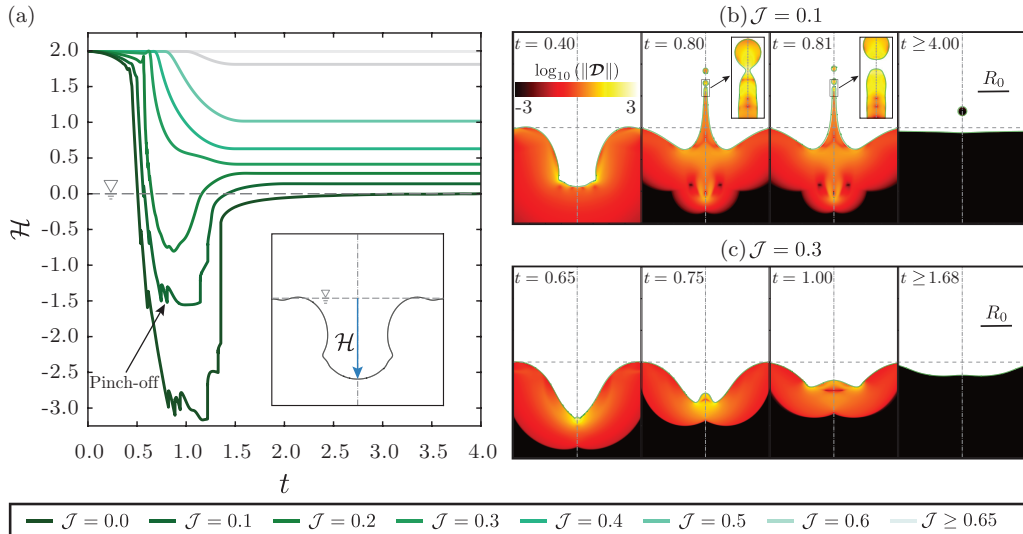 (a)
2.0
1.5
1.0
0.5
0.0
-0.5
-1.0
-1.5
-2.0
-2.5
-3.0
ℋ
Pinch-off
ℋ
0.0 0.5 1.0 1.5 2.0 2.5 3.0 3.5 4.0
t
(b) 𝒥 = 0.1
t = 0.40
log₁₀ (‖𝓓‖)
-3 3
t = 0.80
t = 0.81
t ≥ 4.00
R₀
(c) 𝒥 = 0.3
t = 0.65
t = 0.75
t = 1.00
t ≥ 1.68
R₀
𝒥 = 0.0 𝒥 = 0.1 𝒥 = 0.2 𝒥 = 0.3 𝒥 = 0.4 𝒥 = 0.5 𝒥 = 0.6 𝒥 ≥ 0.65